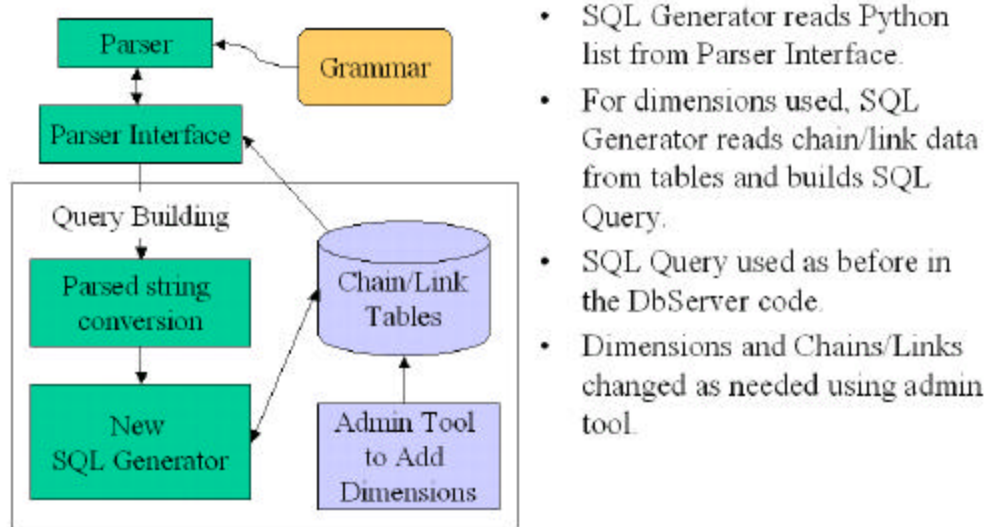 Parser
Grammar
Parser Interface
Query Building
Parsed string
conversion
Chain/Link
Tables
New
SQL Generator
Admin Tool
to Add
Dimensions
• SQL Generator reads Python
list from Parser Interface.
• For dimensions used, SQL
Generator reads chain/link data
from tables and builds SQL
Query.
• SQL Query used as before in
the DbServer code.
• Dimensions and Chains/Links
changed as needed using admin
tool.